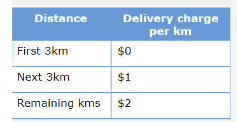 Distance Delivery charge
per km
First 3km $0
Next 3km $1
Remaining kms $2